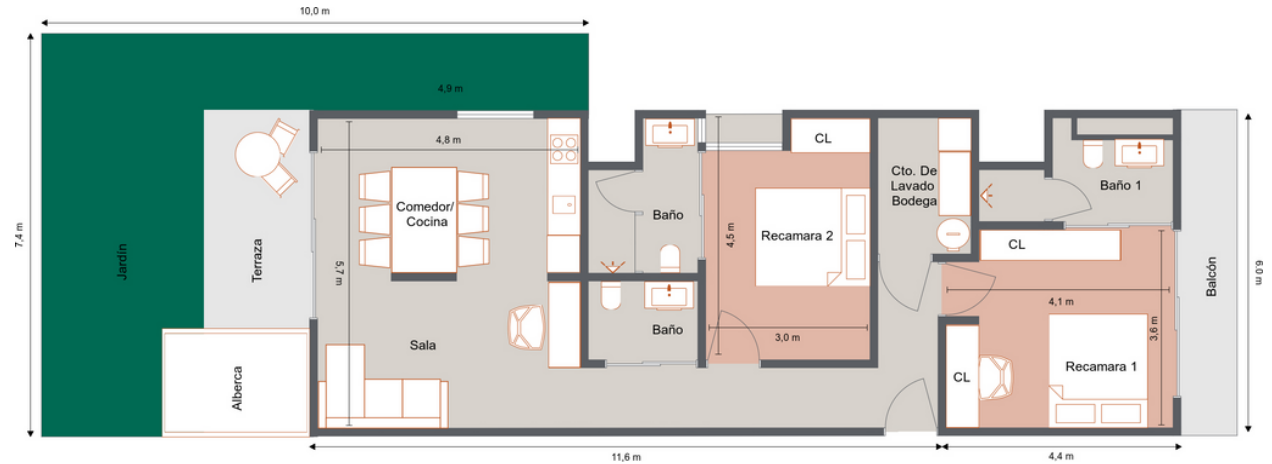 10,0 m
7,4 m
Jardín
4,9 m
Terraza
Alberca
4,8 m
Comedor/
Cocina
5,7 m
Sala
Baño
Baño
4,5 m
CL
Recamara 2
3,0 m
Cto. De
Lavado
Bodega
Baño 1
CL
4,1 m
3,6 m
CL
Recamara 1
Balcón
6,0 m
11,6 m
4,4 m